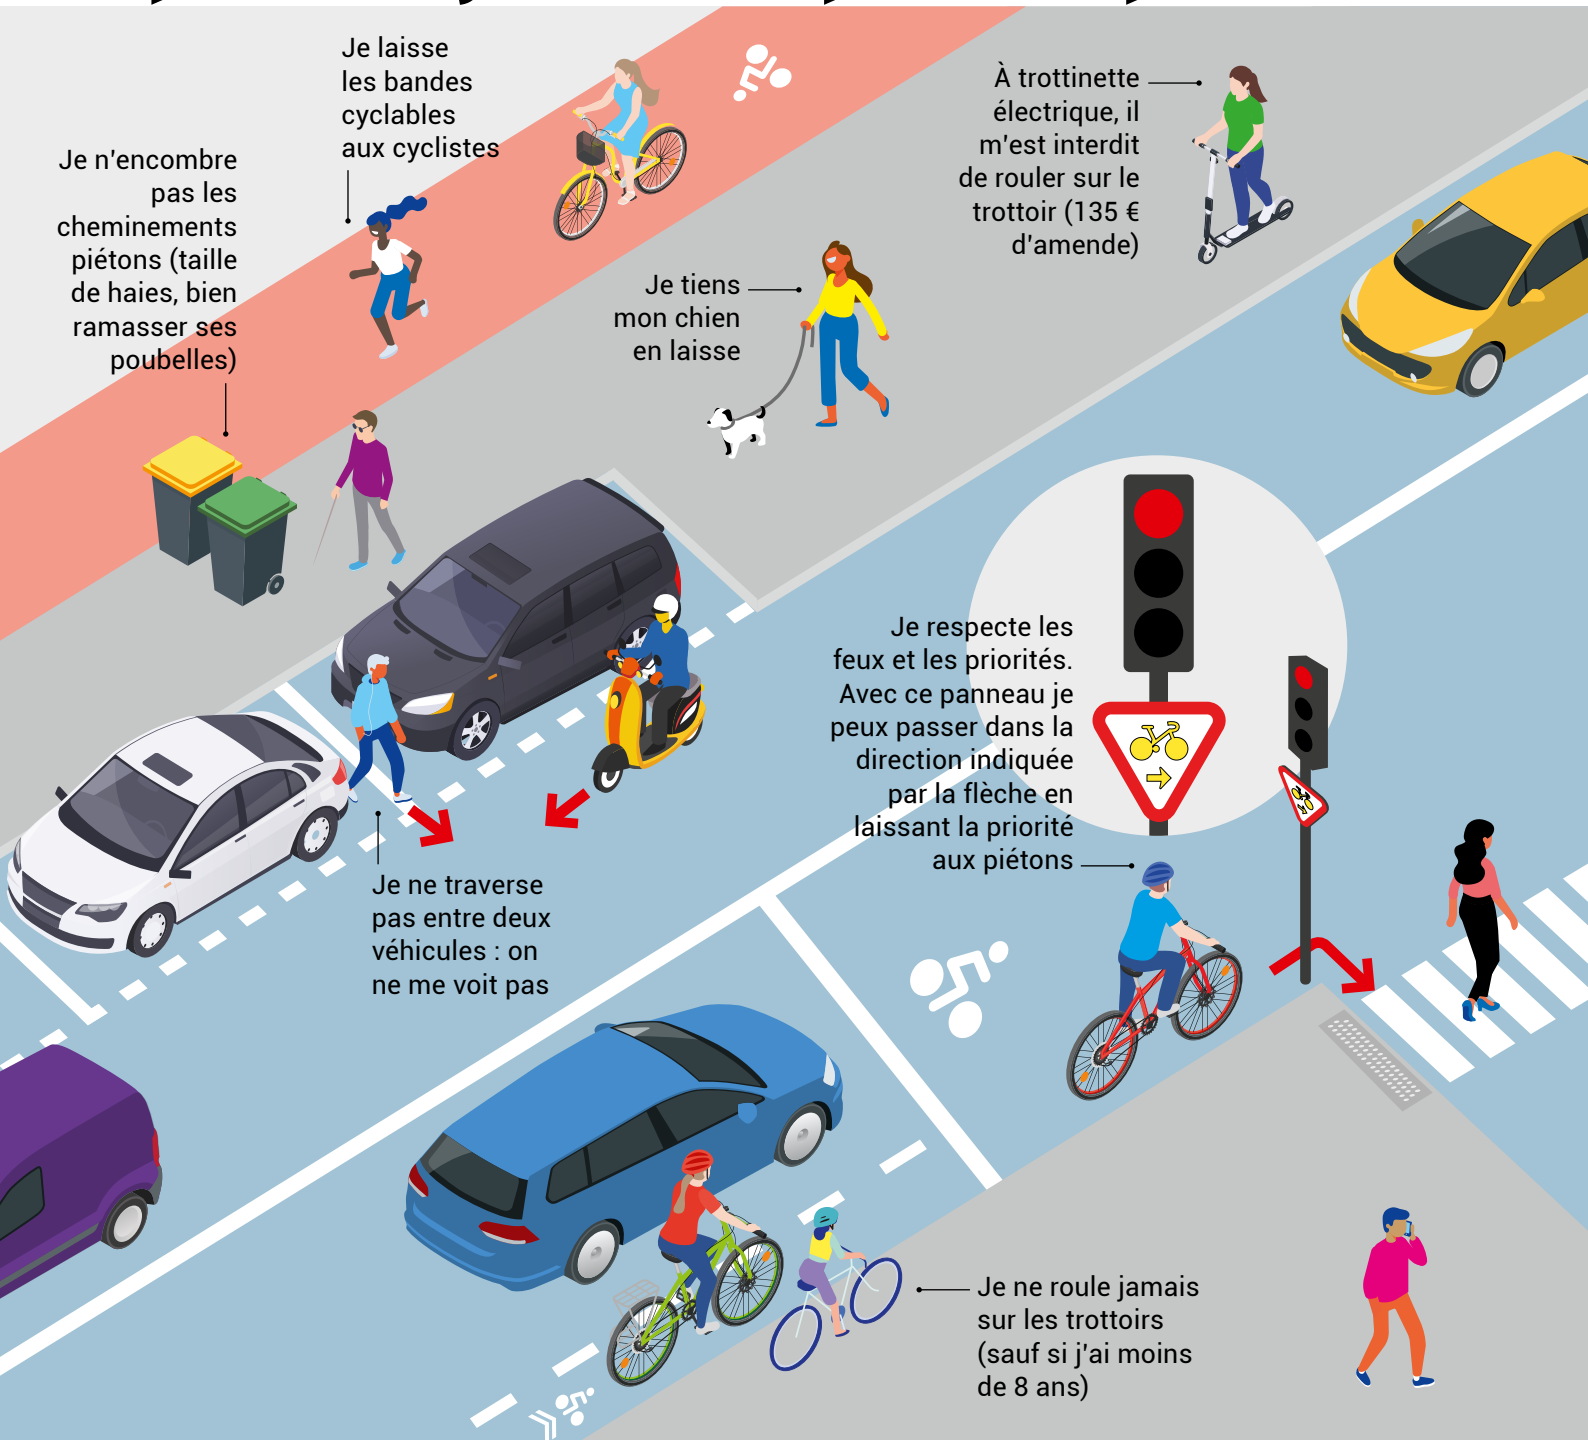 Je laisse
les bandes
cyclables
aux cyclistes
Je n'encombre
pas les
cheminements
piétons (taille
de haies, bien
ramasser ses
poubelles)
À trottinette
électrique, il
m'est interdit
de rouler sur le
trottoir (135 €
d'amende)
Je tiens
mon chien
en laisse
Je respecte les
feux et les priorités.
Avec ce panneau je
peux passer dans la
direction indiquée
par la flèche en
laissant la priorité
aux piétons
Je ne traverse
pas entre deux
véhicules : on
ne me voit pas
Je ne roule jamais
sur les trottoirs
(sauf si j'ai moins
de 8 ans)